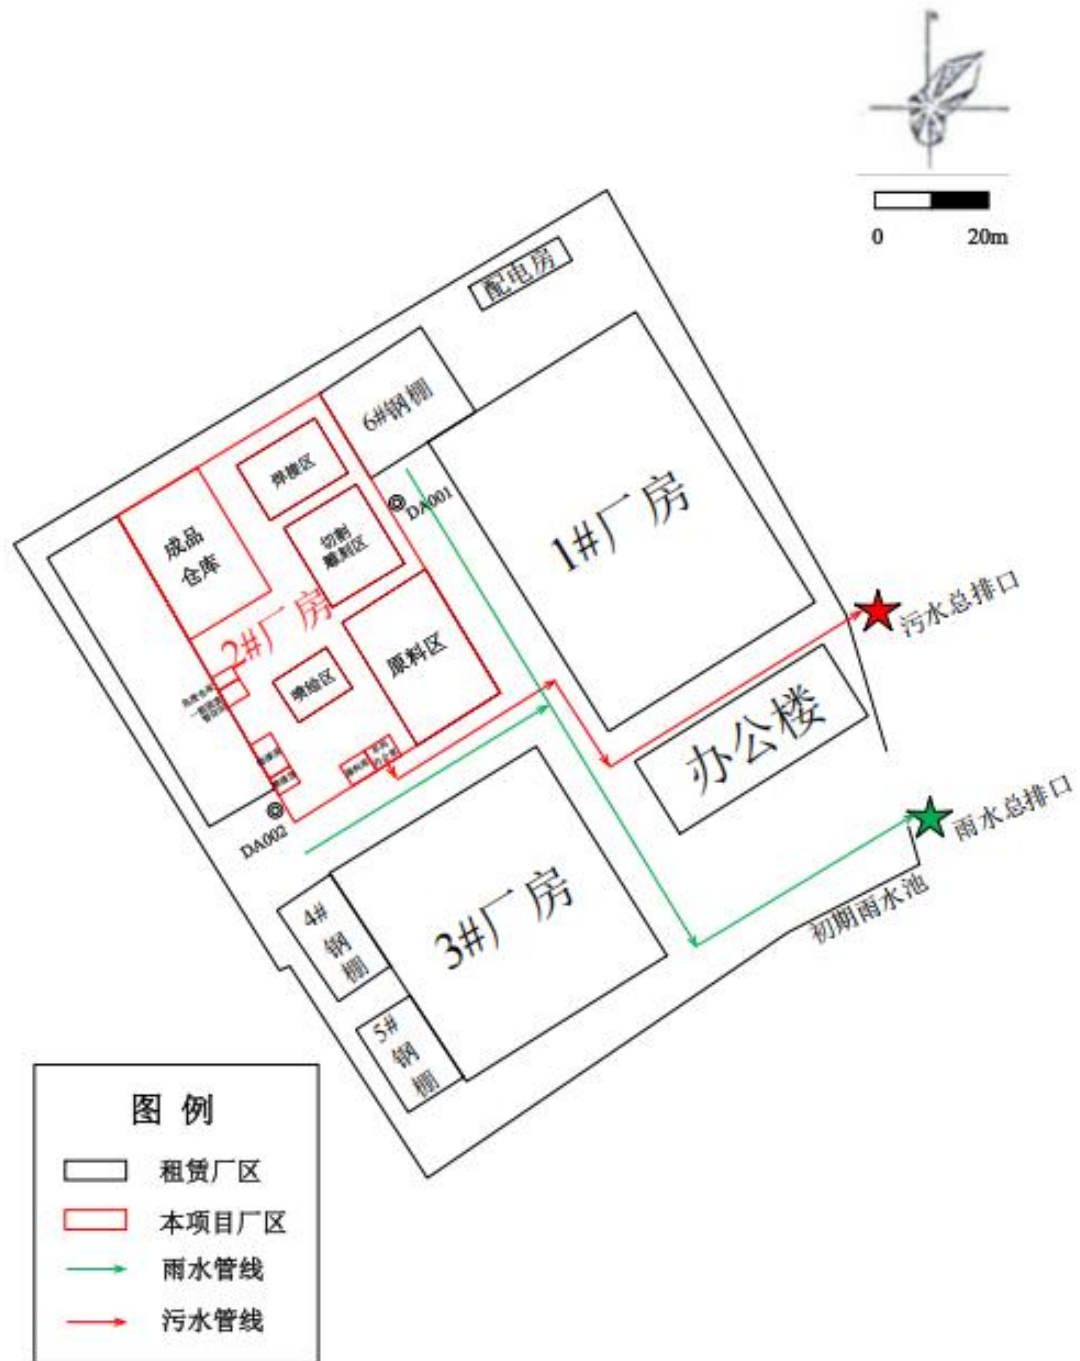 0 20m
配电房
6#钢棚
焊接区
DA001
成品
仓库
切割
雕刻区
1#厂房
2#厂房
污水总排口
原料区
喷绘区
办公楼
雨水总排口
DA002
4#
钢
棚
3#厂房
初期雨水池
5#
钢
棚
图 例
租赁厂区
本项目厂区
雨水管线
污水管线